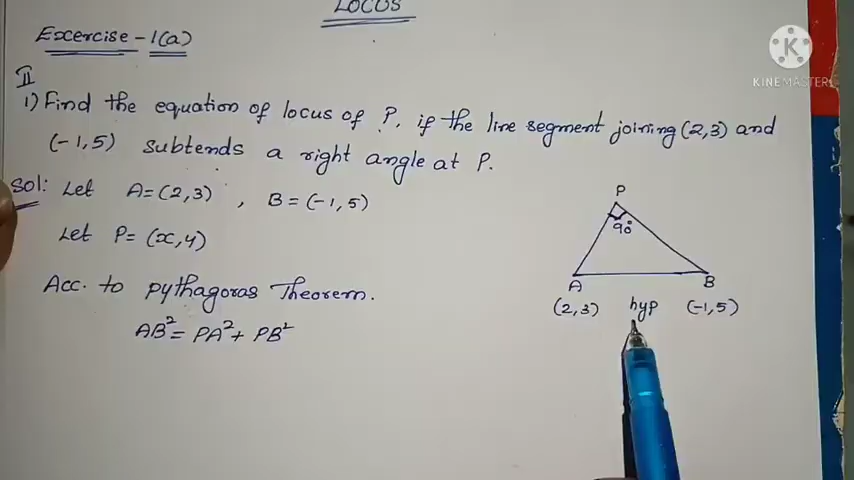 LOCUS
Excercise - 1(a)
II
1) Find the equation of locus of P, if the line segment joining (2,3) and
(-1,5) subtends a right angle at P.
Sol: Let A=(2,3) , B=(-1,5)
Let P=(x,y)
Acc. to pythagoras Theorem.
AB²= PA²+ PB²
P
90°
A B
(2,3) hyp (-1,5)
K
KINEMASTER